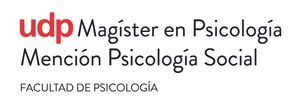 udp Magíster en Psicología
Mención Psicología Social
FACULTAD DE PSICOLOGÍA